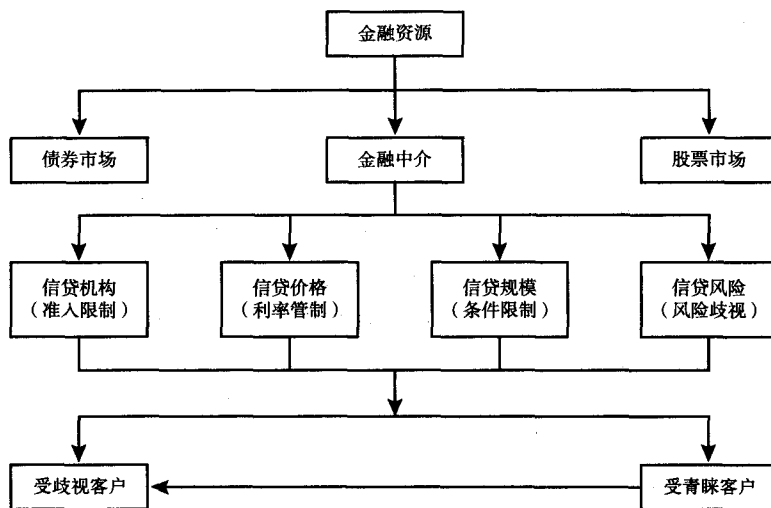 金融资源
债券市场
金融中介
股票市场
信贷机构
（准入限制）
信贷价格
（利率管制）
信贷规模
（条件限制）
信贷风险
（风险歧视）
受歧视客户
受青睐客户